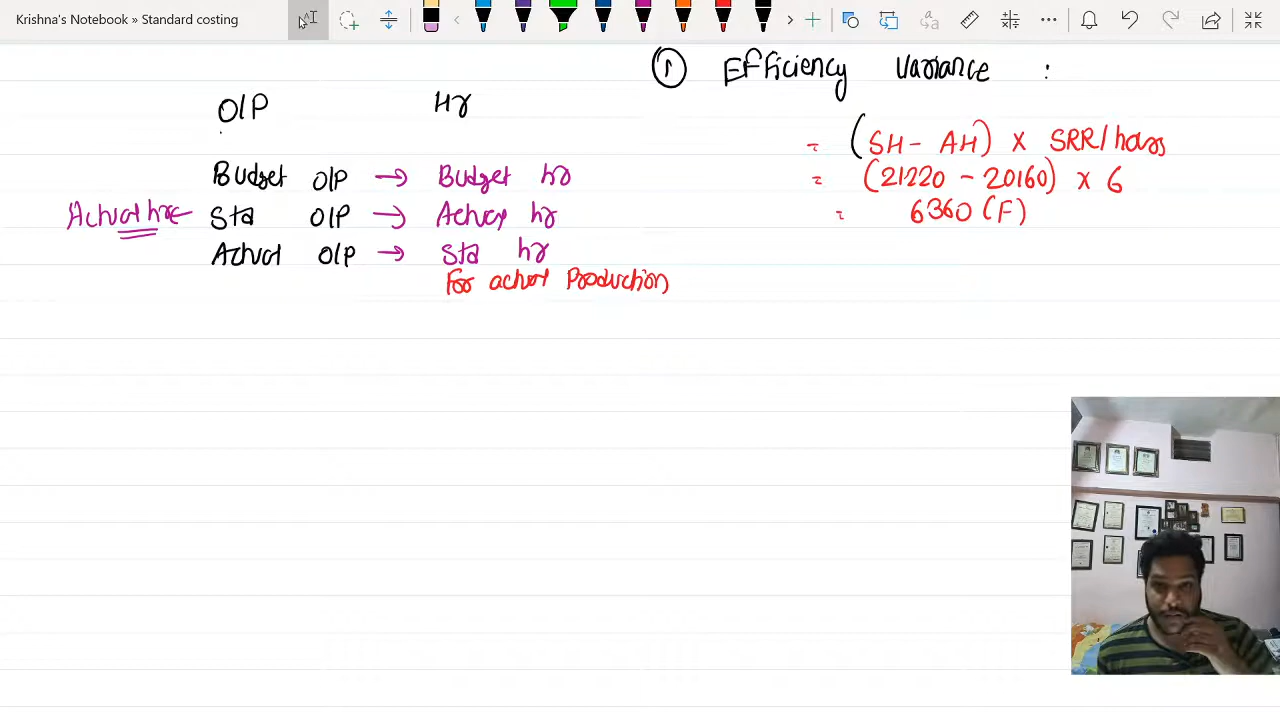 Krishna's Notebook » Standard costing
① Efficiency Variance :
O/P Hr
= (SH - AH) x SRR/hours
Budget O/P → Budget hr
= (21220 - 20160) x 6
Actual hr Std O/P → Actual hr
= 6360 (F)
Actual O/P → Std hr
For actual Production